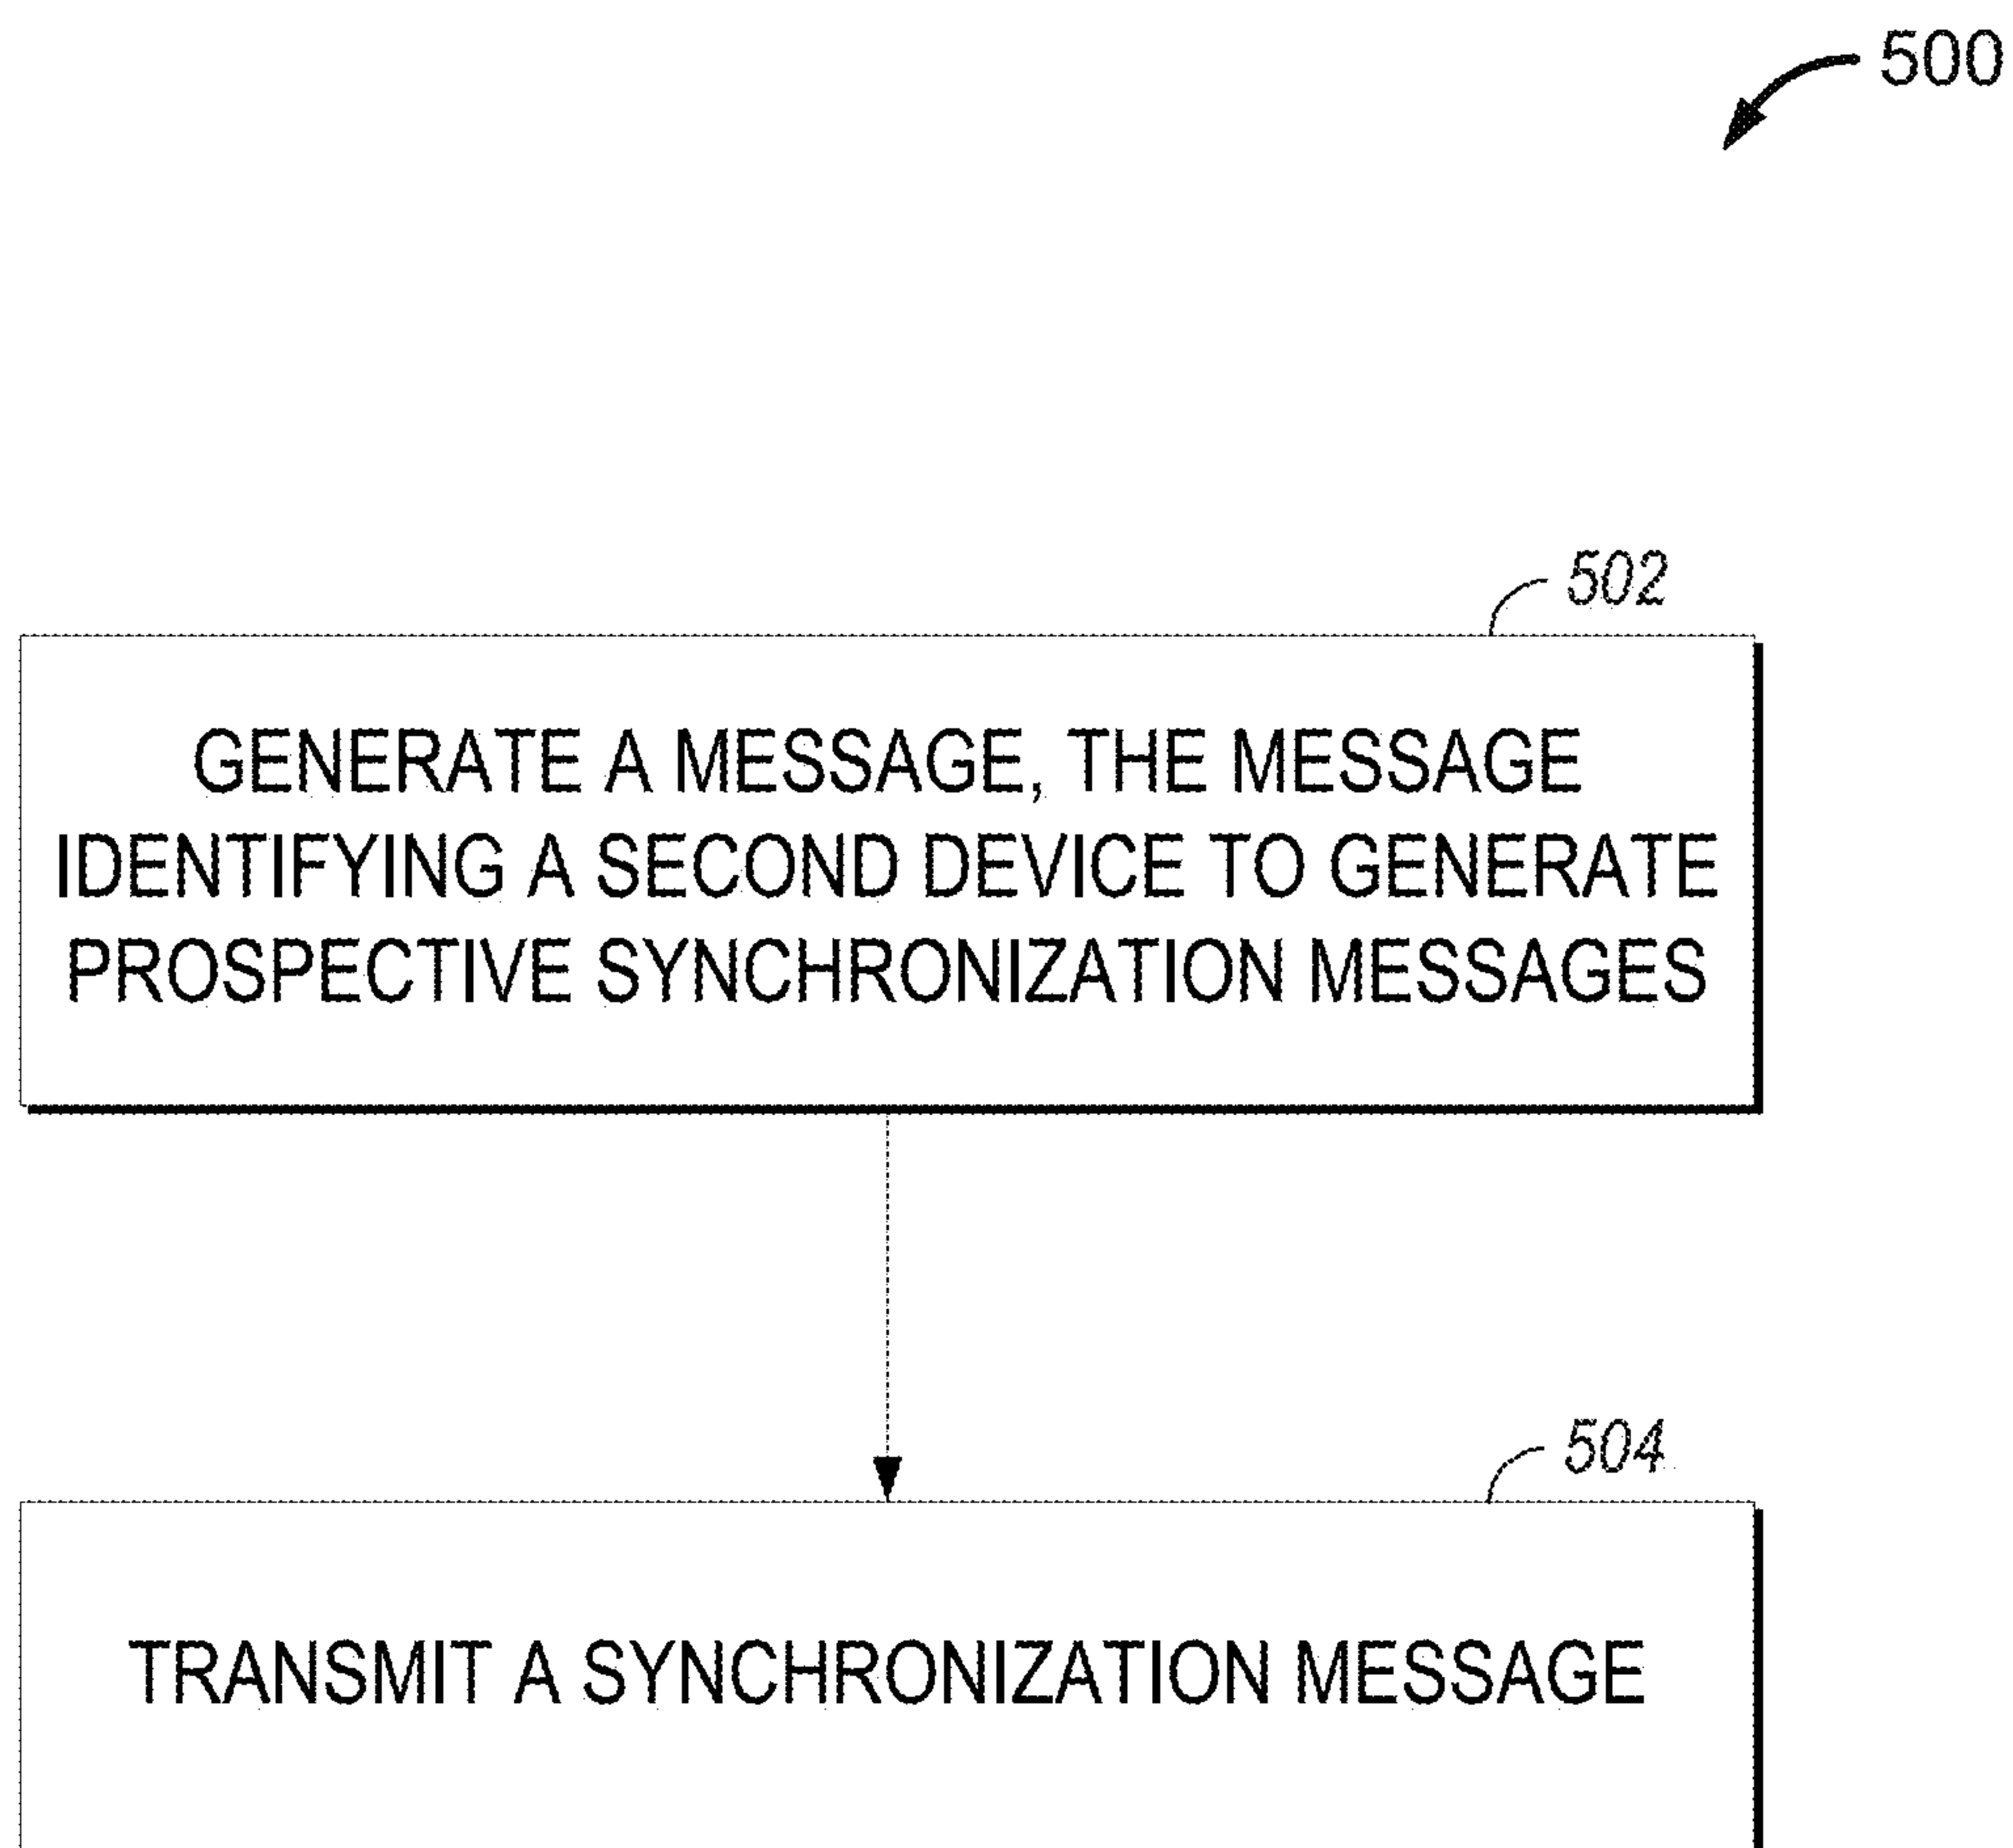 500
502
GENERATE A MESSAGE, THE MESSAGE
IDENTIFYING A SECOND DEVICE TO GENERATE
PROSPECTIVE SYNCHRONIZATION MESSAGES
504
TRANSMIT A SYNCHRONIZATION MESSAGE